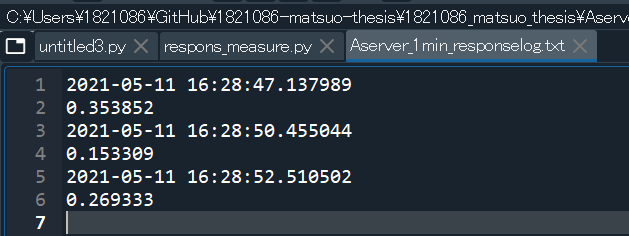 C:¥Users¥1821086¥GitHub¥1821086-matsuo-thesis¥1821086_matsuo_thesis¥Aserve
untitled3.py respons_measure.py Aserver_1min_responselog.txt
1 2021-05-11 16:28:47.137989
2 0.353852
3 2021-05-11 16:28:50.455044
4 0.153309
5 2021-05-11 16:28:52.510502
6 0.269333
7